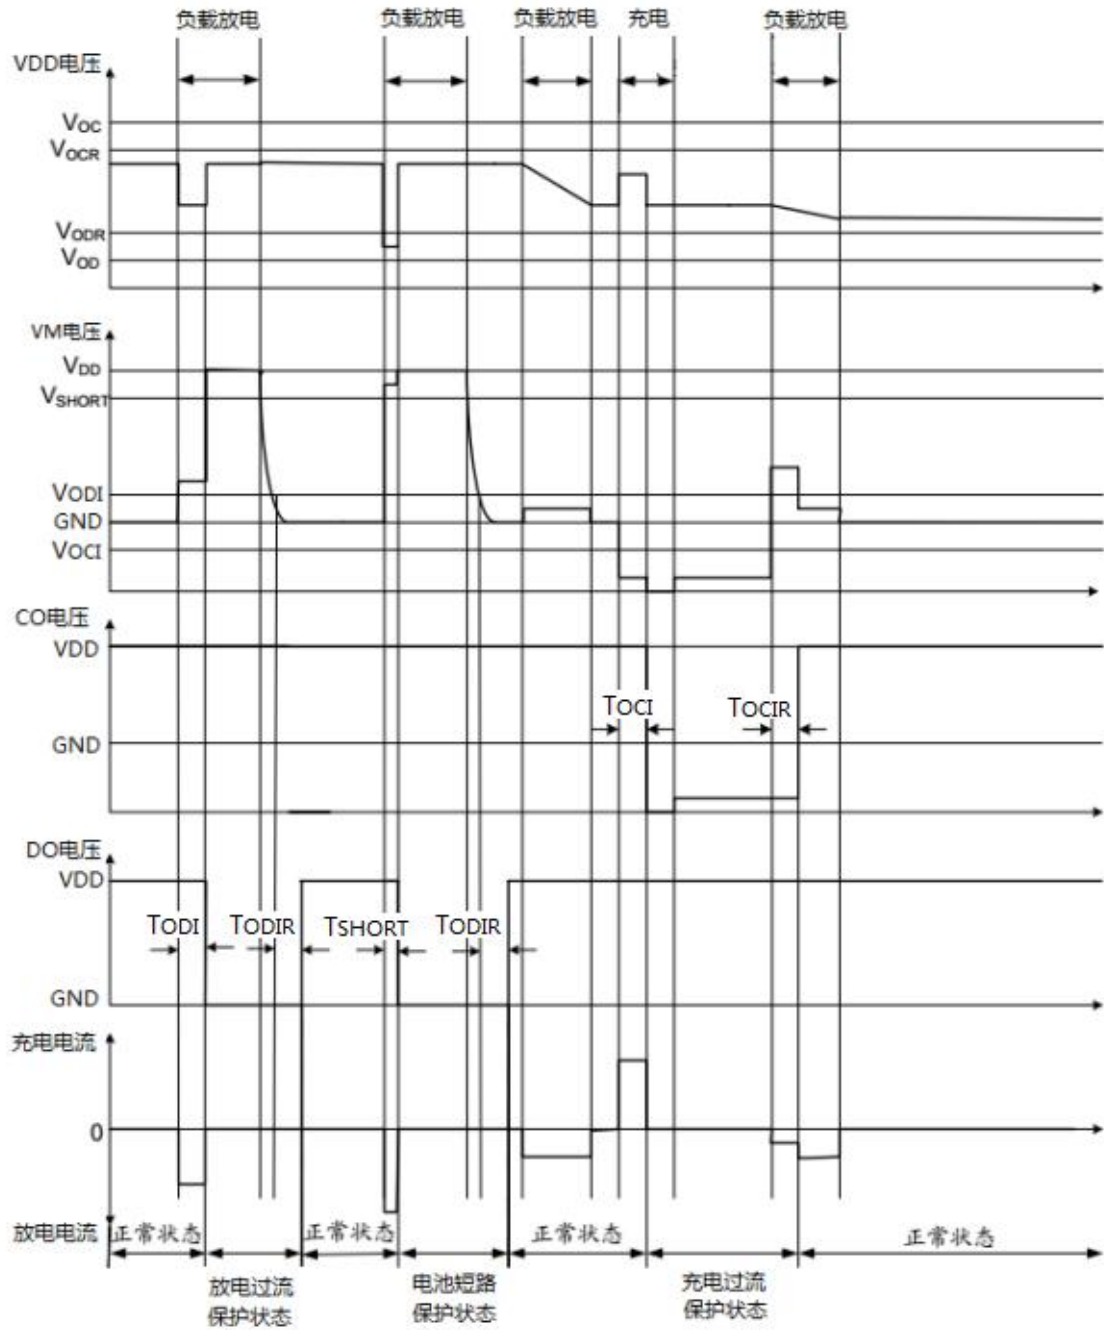 负载放电 负载放电 负载放电 充电 负载放电
VDD电压
VOC
VOCR
VODR
VOD
VM电压
VDD
VSHORT
VODI
GND
VOCI
CO电压
VDD
TOCI TOCIR
GND
DO电压
VDD
TODI TODIR TSHORT TODIR
GND
充电电流
0
放电电流 正常状态 正常状态 正常状态 正常状态
放电过流 电池短路 充电过流
保护状态 保护状态 保护状态